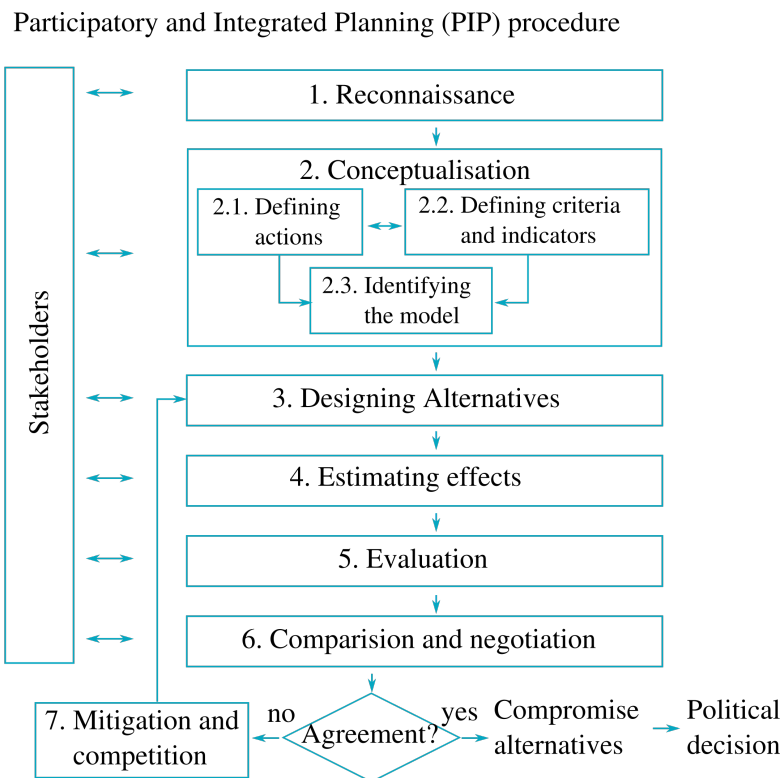 Participatory and Integrated Planning (PIP) procedure
Stakeholders
1. Reconnaissance
2. Conceptualisation
2.1. Defining
actions
2.2. Defining criteria
and indicators
2.3. Identifying
the model
3. Designing Alternatives
4. Estimating effects
5. Evaluation
6. Comparision and negotiation
7. Mitigation and
competition
no
Agreement?
yes
Compromise
alternatives
Political
decision